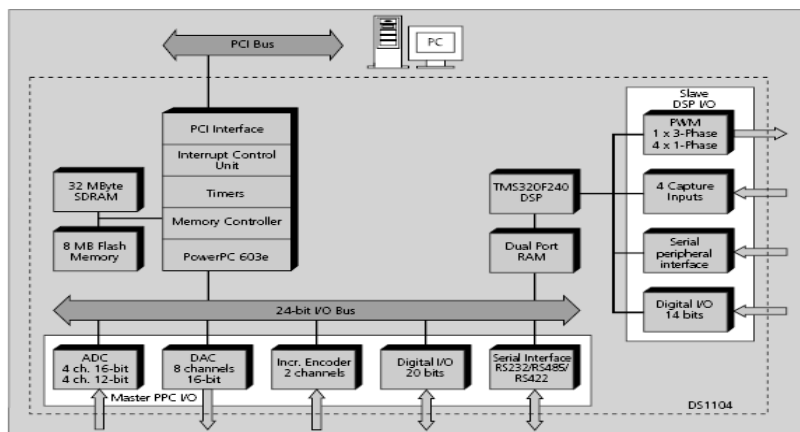 PCI Bus
PC
PCI Interface
Interrupt Control
Unit
Timers
Memory Controller
PowerPC 603e
32 MByte
SDRAM
8 MB Flash
Memory
TMS320F240
DSP
Dual Port
RAM
Slave
DSP I/O
PWM
1 x 3-Phase
4 x 1-Phase
4 Capture
Inputs
Serial
peripheral
interface
Digital I/O
14 bits
24-bit I/O Bus
ADC
4 ch. 16-bit
4 ch. 12-bit
DAC
8 channels
16-bit
Incr. Encoder
2 channels
Digital I/O
20 bits
Serial Interface
RS232/RS485/
RS422
Master PPC I/O
DS1104